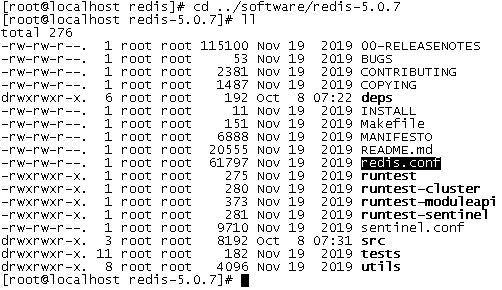 [root@localhost redis]# cd ../software/redis-5.0.7
[root@localhost redis-5.0.7]# ll
total 276
-rw-rw-r--.  1 root root 115100 Nov 19  2019 00-RELEASENOTES
-rw-rw-r--.  1 root root     53 Nov 19  2019 BUGS
-rw-rw-r--.  1 root root   2381 Nov 19  2019 CONTRIBUTING
-rw-rw-r--.  1 root root   1487 Nov 19  2019 COPYING
drwxrwxr-x.  6 root root    192 Oct  8 07:22 deps
-rw-rw-r--.  1 root root     11 Nov 19  2019 INSTALL
-rw-rw-r--.  1 root root    151 Nov 19  2019 Makefile
-rw-rw-r--.  1 root root   6888 Nov 19  2019 MANIFESTO
-rw-rw-r--.  1 root root  20555 Nov 19  2019 README.md
-rw-rw-r--.  1 root root  61797 Nov 19  2019 redis.conf
-rwxrwxr-x.  1 root root    275 Nov 19  2019 runtest
-rwxrwxr-x.  1 root root    280 Nov 19  2019 runtest-cluster
-rwxrwxr-x.  1 root root    373 Nov 19  2019 runtest-moduleapi
-rwxrwxr-x.  1 root root    281 Nov 19  2019 runtest-sentinel
-rw-rw-r--.  1 root root   9710 Nov 19  2019 sentinel.conf
drwxrwxr-x.  3 root root   8192 Oct  8 07:31 src
drwxrwxr-x. 11 root root    182 Nov 19  2019 tests
drwxrwxr-x.  8 root root   4096 Nov 19  2019 utils
[root@localhost redis-5.0.7]#